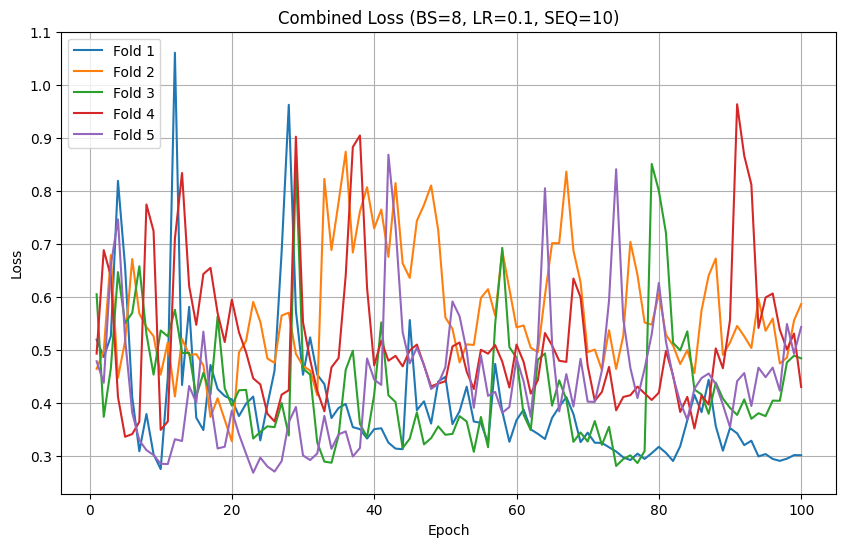 Combined Loss (BS=8, LR=0.1, SEQ=10)
1.1
1.0
0.9
0.8
0.7
0.6
0.5
0.4
0.3
Loss
Fold 1
Fold 2
Fold 3
Fold 4
Fold 5
0 20 40 60 80 100
Epoch